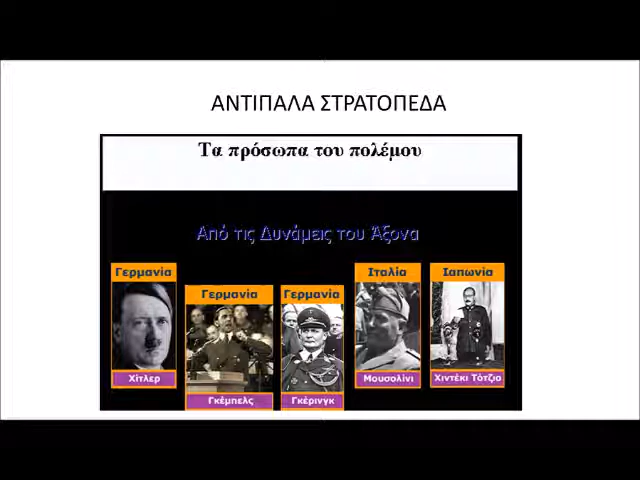 ΑΝΤΙΠΑΛΑ ΣΤΡΑΤΟΠΕΔΑ
Τα πρόσωπα του πολέμου
Από τις Δυνάμεις του Άξονα
Γερμανία
Γερμανία
Γερμανία
Ιταλία
Ιαπωνία
Χίτλερ
Γκέμπελς
Γκέρινγκ
Μουσολίνι
Χιντέκι Τότζιο